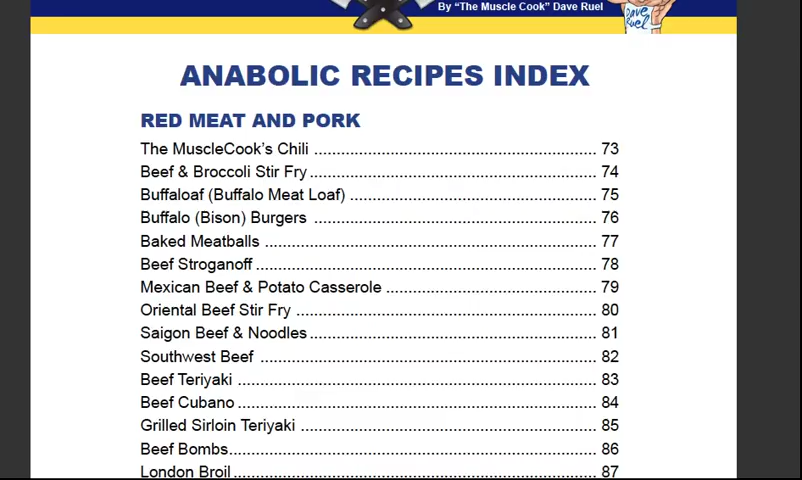 By “The Muscle Cook” Dave Ruel
Dave
Ruel
ANABOLIC RECIPES INDEX
RED MEAT AND PORK
The MuscleCook’s Chili ........................................................... 73
Beef & Broccoli Stir Fry ............................................................ 74
Buffaloaf (Buffalo Meat Loaf) .................................................... 75
Buffalo (Bison) Burgers ........................................................... 76
Baked Meatballs ...................................................................... 77
Beef Stroganoff ........................................................................ 78
Mexican Beef & Potato Casserole ............................................ 79
Oriental Beef Stir Fry ............................................................... 80
Saigon Beef & Noodles ............................................................ 81
Southwest Beef ....................................................................... 82
Beef Teriyaki ............................................................................ 83
Beef Cubano ............................................................................ 84
Grilled Sirloin Teriyaki .............................................................. 85
Beef Bombs.............................................................................. 86
London Broil ............................................................................. 87